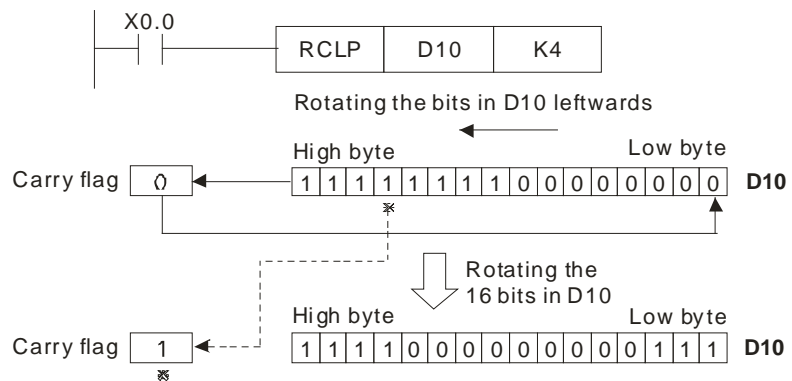 X0.0
RCLP D10 K4
Rotating the bits in D10 leftwards
High byte Low byte
Carry flag 0 1 1 1 1 1 1 1 1 0 0 0 0 0 0 0 0 D10
※
Rotating the
16 bits in D10
High byte Low byte
Carry flag 1 1 1 1 1 0 0 0 0 0 0 0 0 0 1 1 1 D10
※